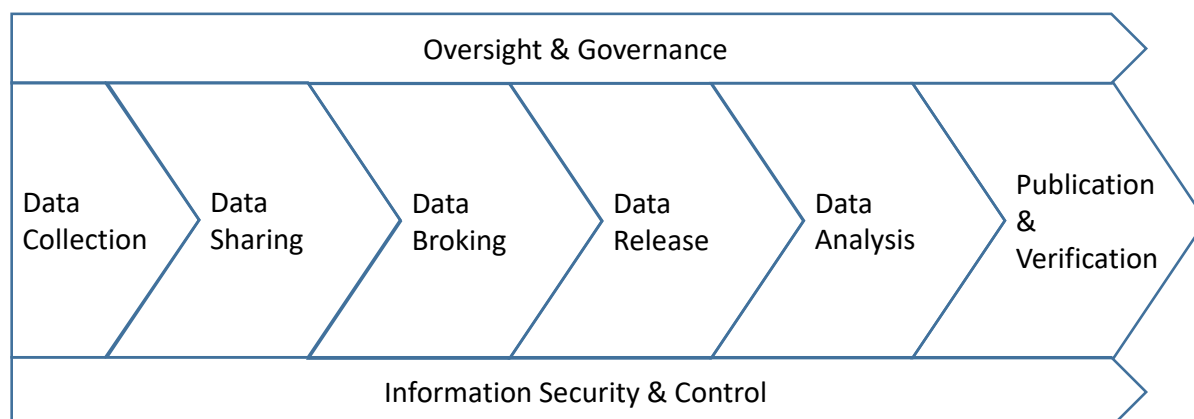 Oversight & Governance
Data
Collection
Data
Sharing
Data
Broking
Data
Release
Data
Analysis
Publication
&
Verification
Information Security & Control